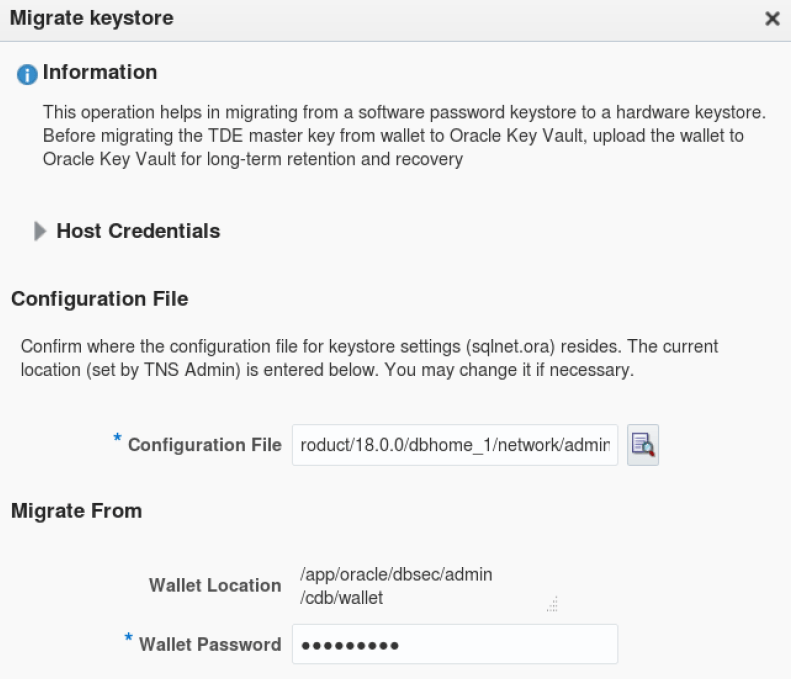 Migrate keystore
Information
This operation helps in migrating from a software password keystore to a hardware keystore.
Before migrating the TDE master key from wallet to Oracle Key Vault, upload the wallet to
Oracle Key Vault for long-term retention and recovery
Host Credentials
Configuration File
Confirm where the configuration file for keystore settings (sqlnet.ora) resides. The current
location (set by TNS Admin) is entered below. You may change it if necessary.
* Configuration File roduct/18.0.0/dbhome_1/network/admin
Migrate From
Wallet Location /app/oracle/dbsec/admin
/cdb/wallet
* Wallet Password •••••••••